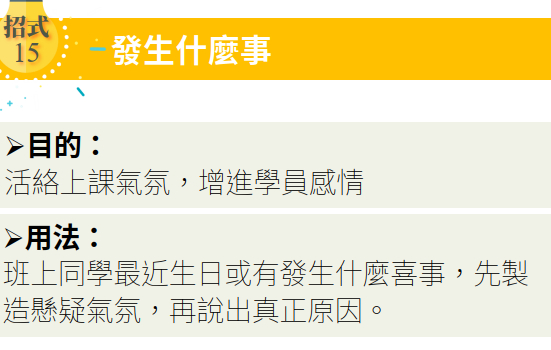 招式
15
發生什麼事
➢目的：
活絡上課氣氛，增進學員感情
➢用法：
班上同學最近生日或有發生什麼喜事，先製
造懸疑氣氛，再說出真正原因。